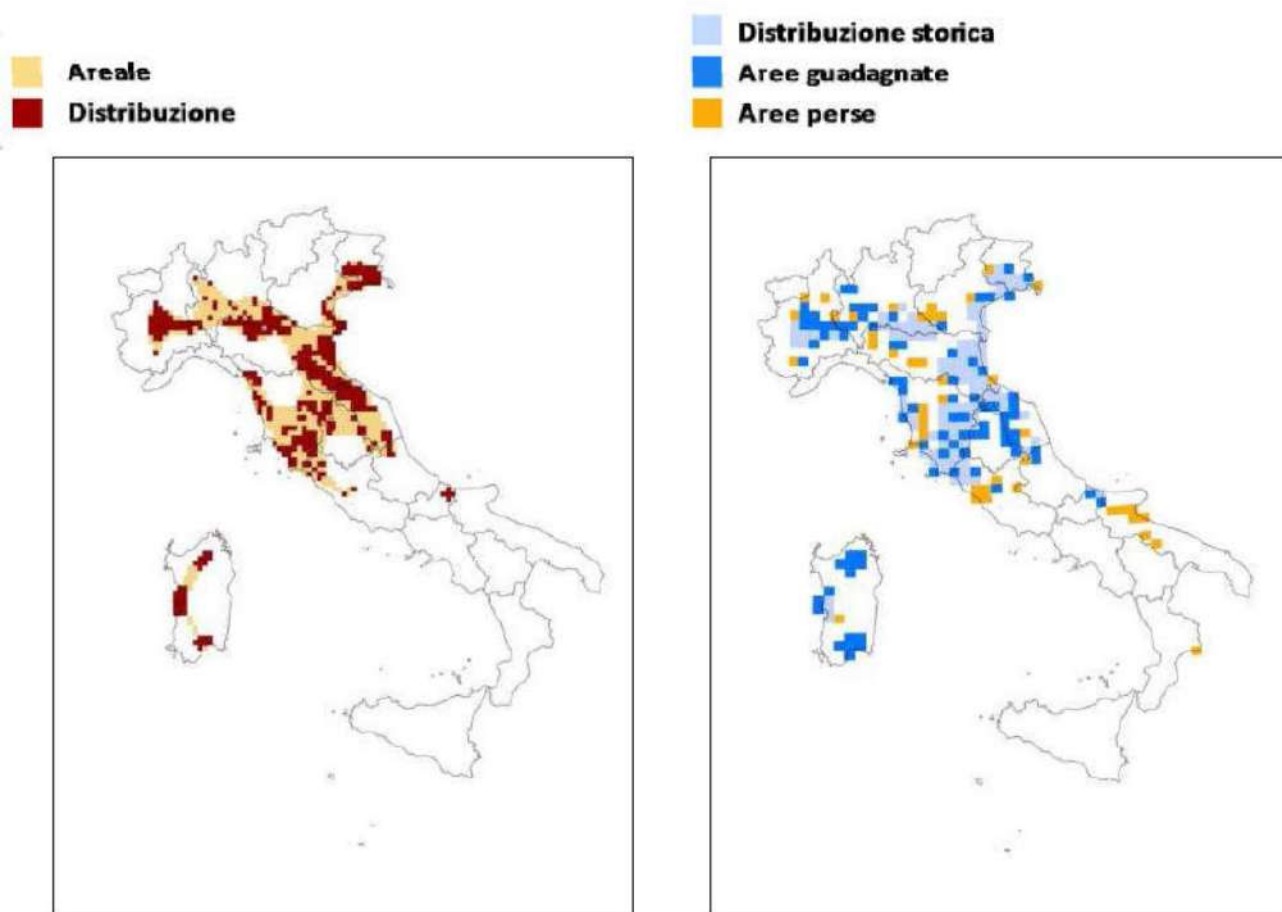 Areale
Distribuzione
Distribuzione storica
Aree guadagnate
Aree perse